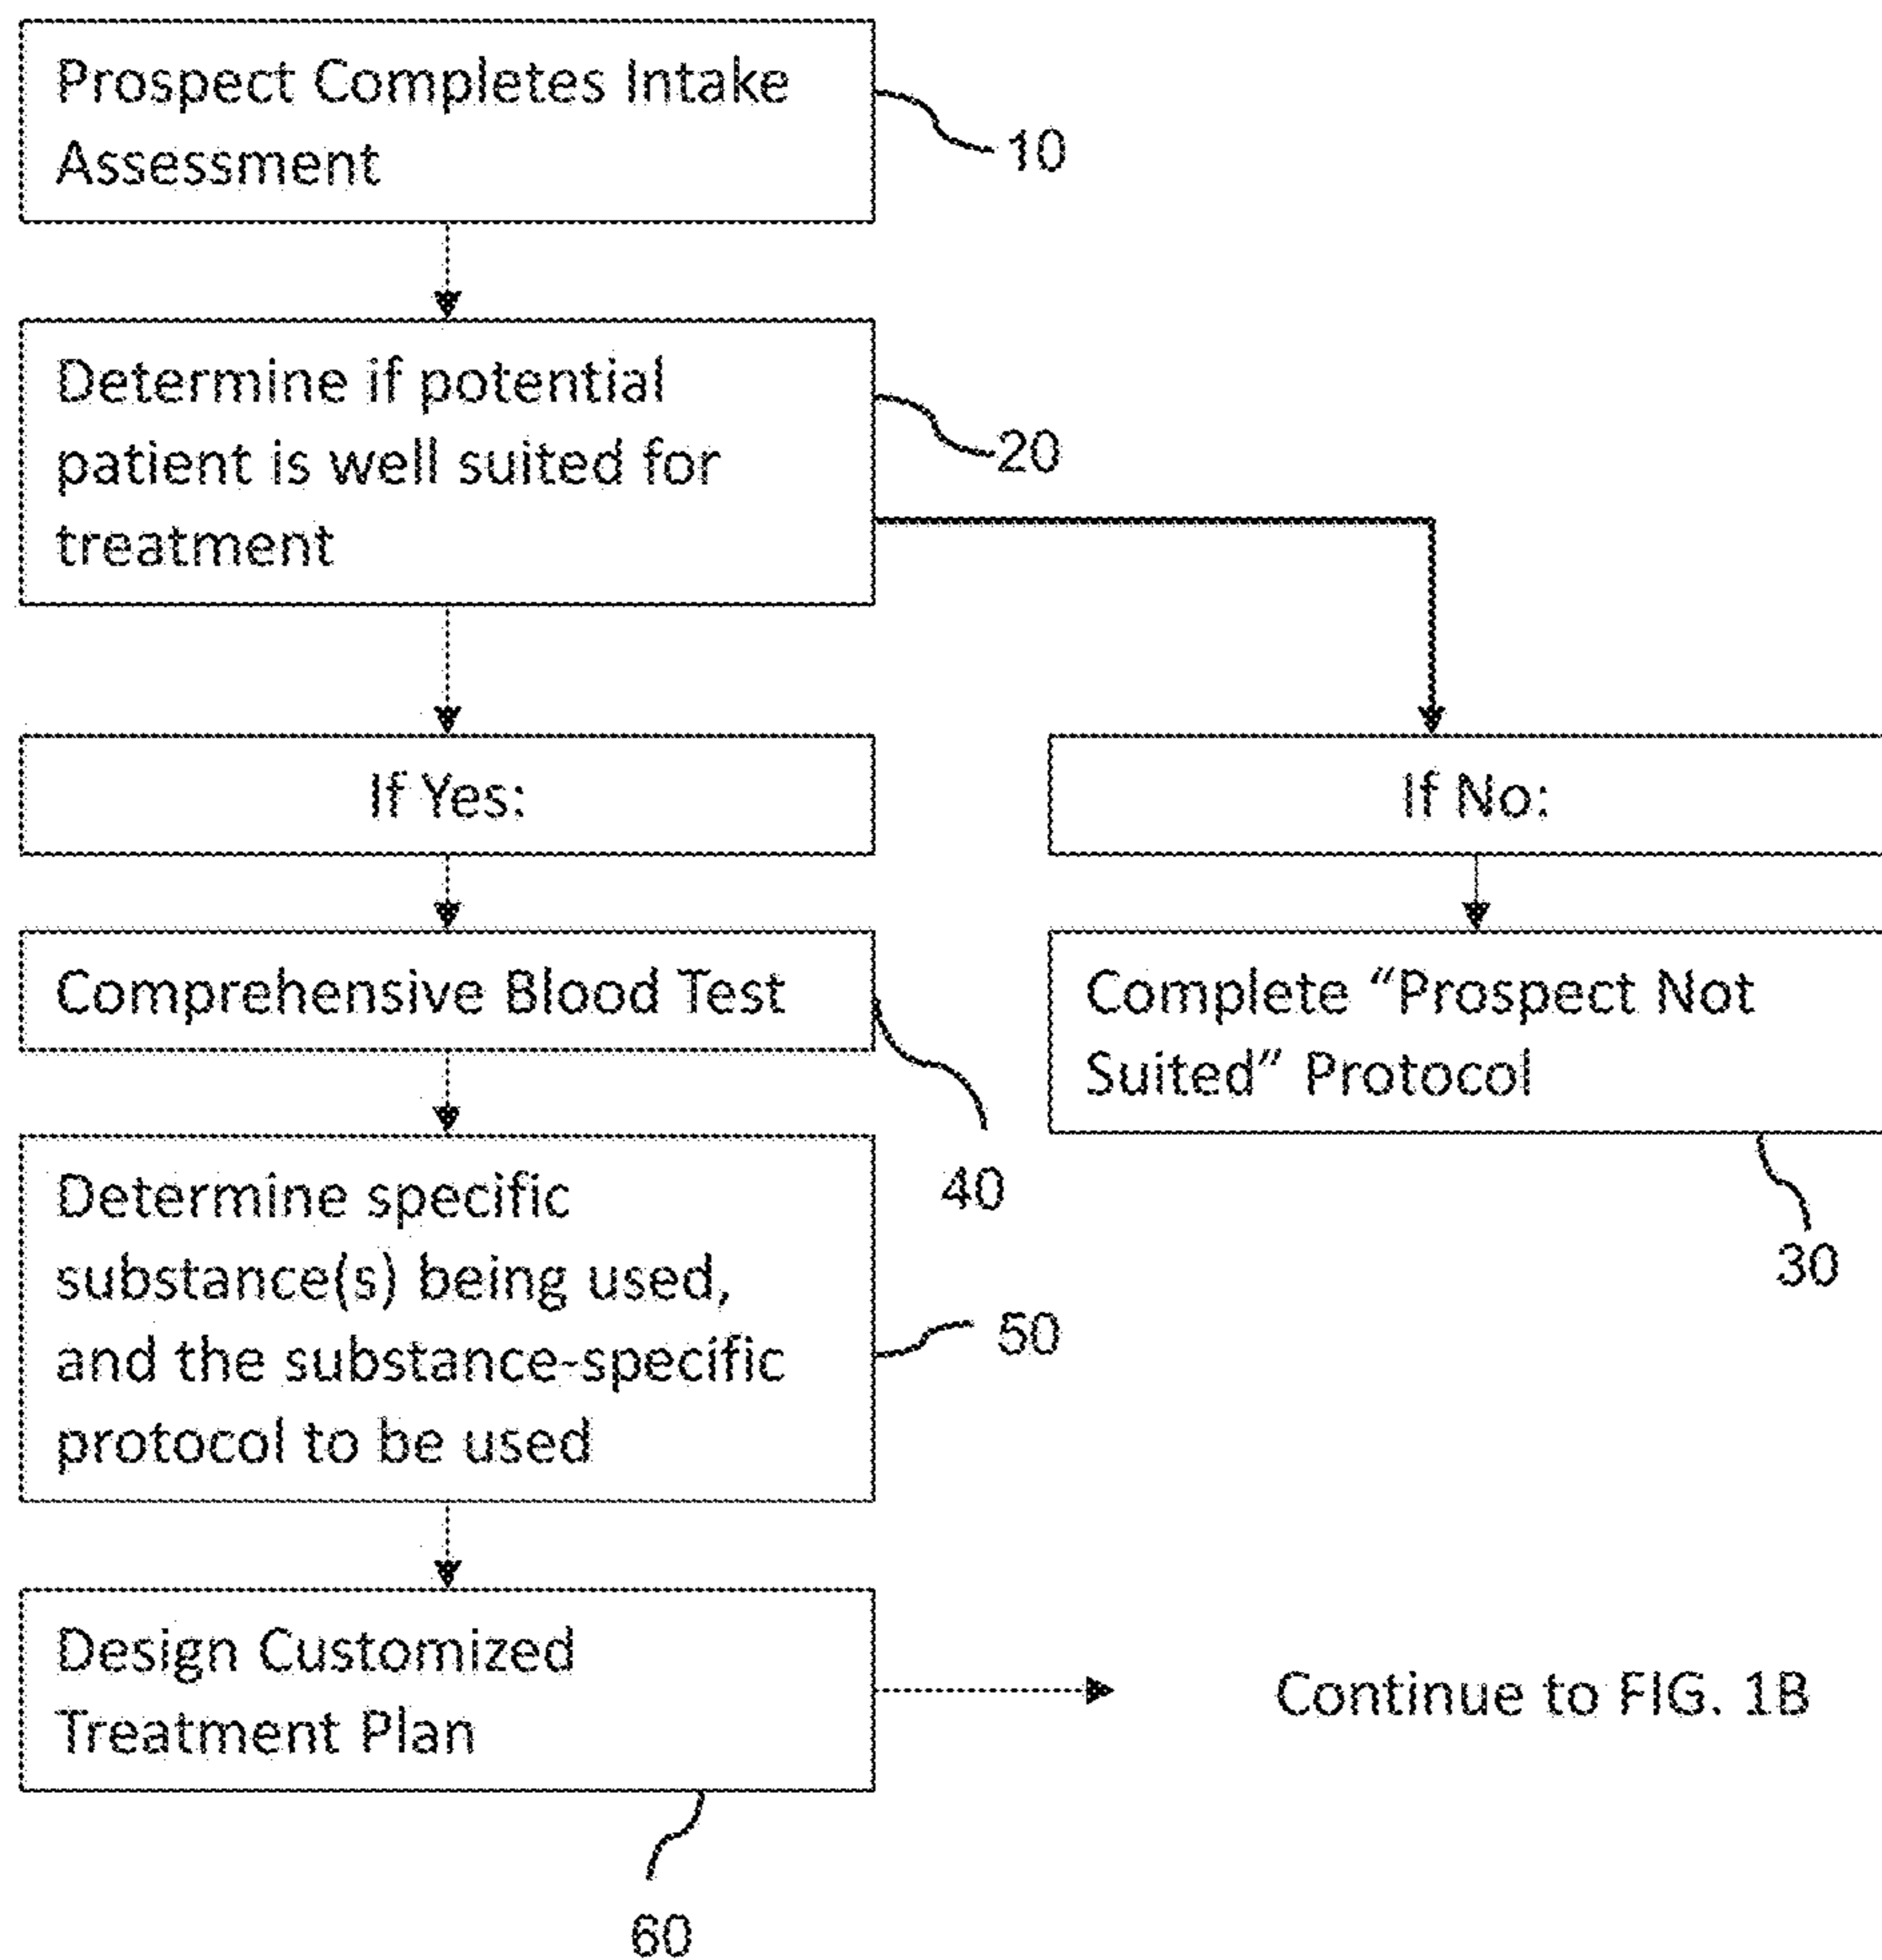 Prospect Completes Intake
Assessment
10
Determine if potential
patient is well suited for
treatment
20
If Yes:
If No:
Comprehensive Blood Test
40
Complete “Prospect Not
Suited” Protocol
30
Determine specific
substance(s) being used,
and the substance-specific
protocol to be used
50
Design Customized
Treatment Plan
60
Continue to FIG. 1B